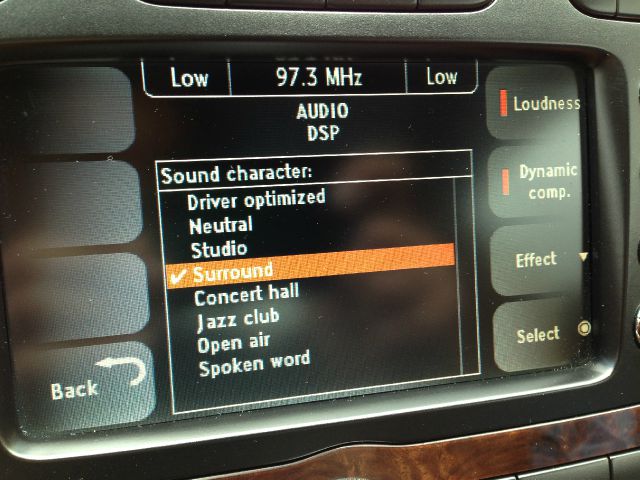 Low 97.3 MHz Low
AUDIO
DSP
Loudness
Sound character:
Dynamic
comp.
Driver optimized
Neutral
Studio
Surround
Effect
Concert hall
Jazz club
Open air
Select
Spoken word
Back